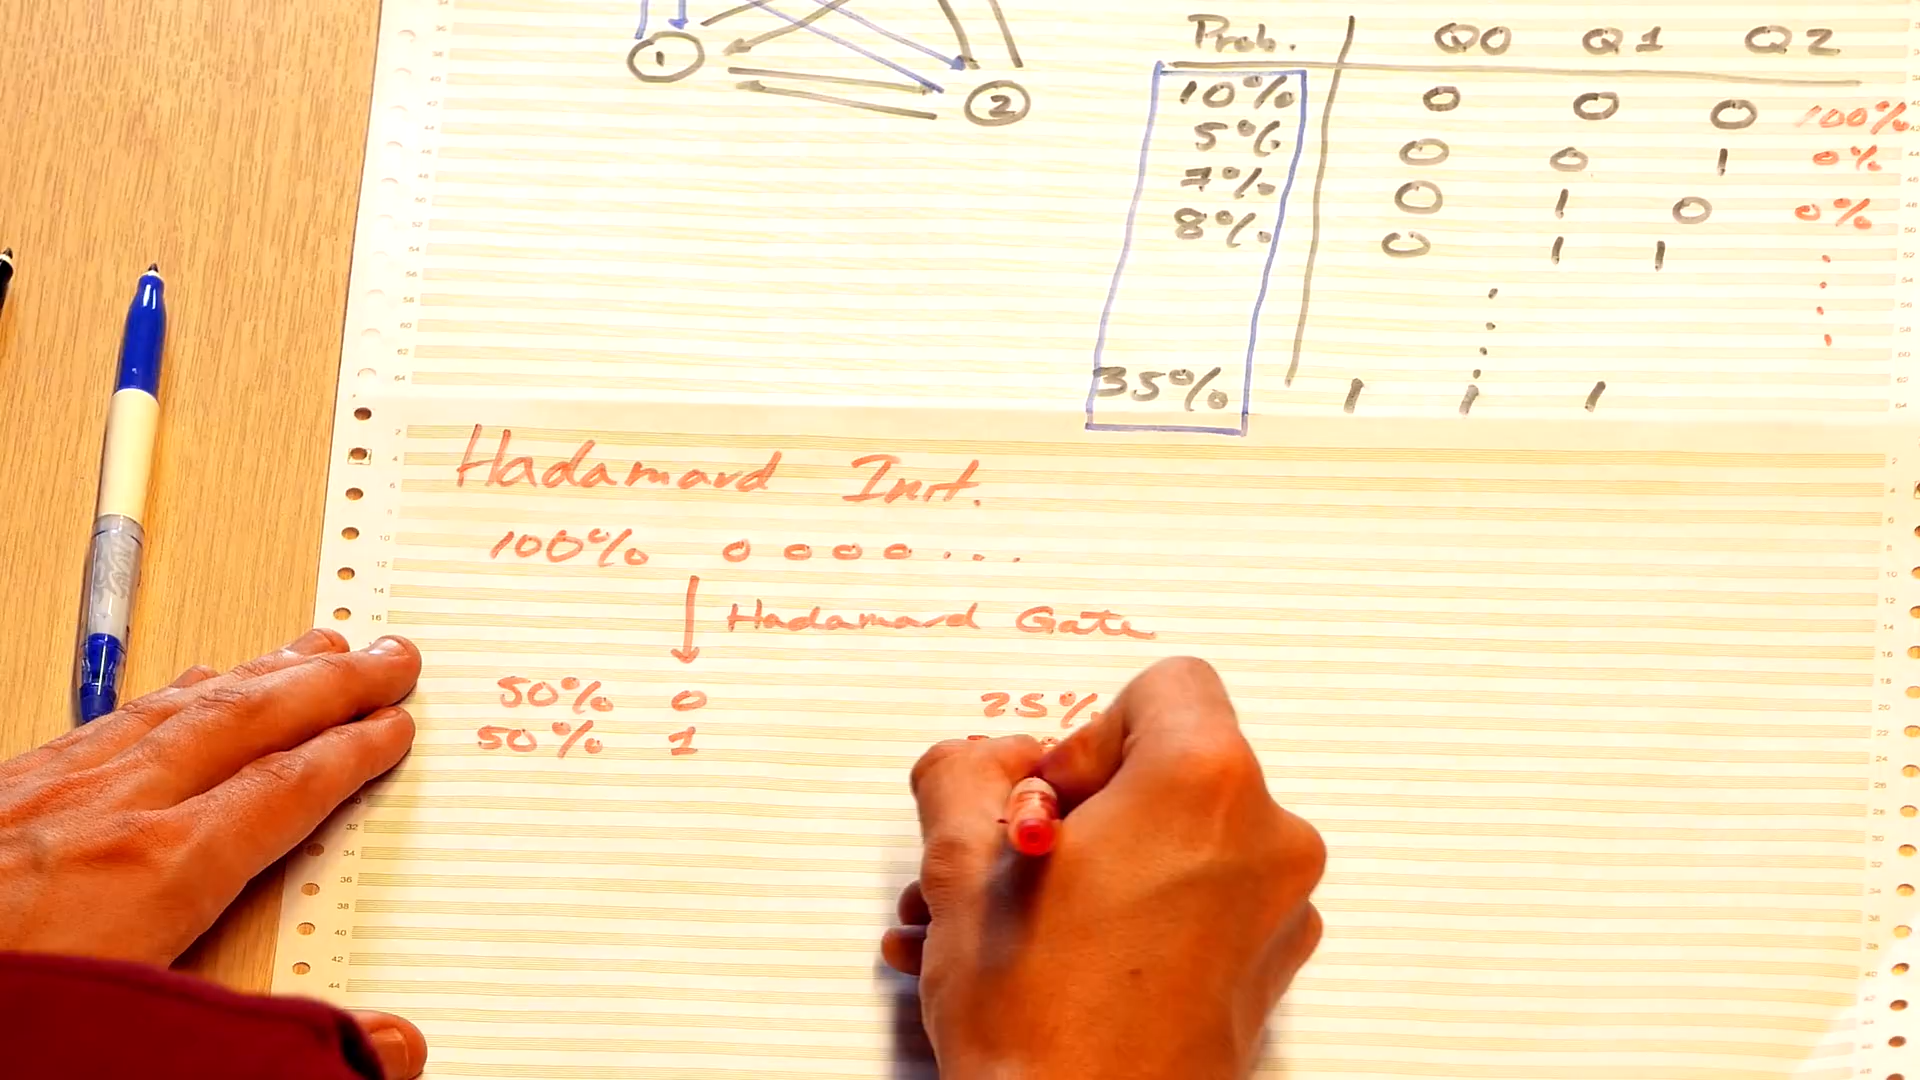 1
2
Prob. Q0 Q1 Q2
10% 0 0 0 100%
5% 0 0 1 0%
7% 0 1 0 0%
8% 0 1 1
35% 1 1 1
Hadamard Init.
100% 0 0 0 0 . . .
Hadamard Gate
50% 0 25%
50% 1